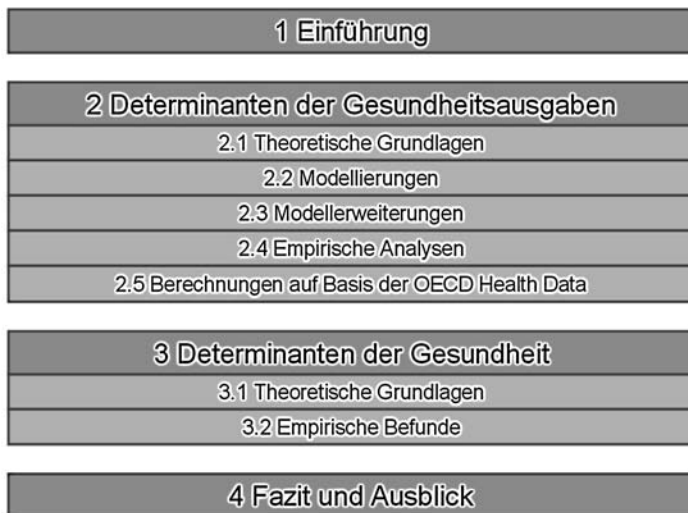 1 Einführung
2 Determinanten der Gesundheitsausgaben
2.1 Theoretische Grundlagen
2.2 Modellierungen
2.3 Modellerweiterungen
2.4 Empirische Analysen
2.5 Berechnungen auf Basis der OECD Health Data
3 Determinanten der Gesundheit
3.1 Theoretische Grundlagen
3.2 Empirische Befunde
4 Fazit und Ausblick